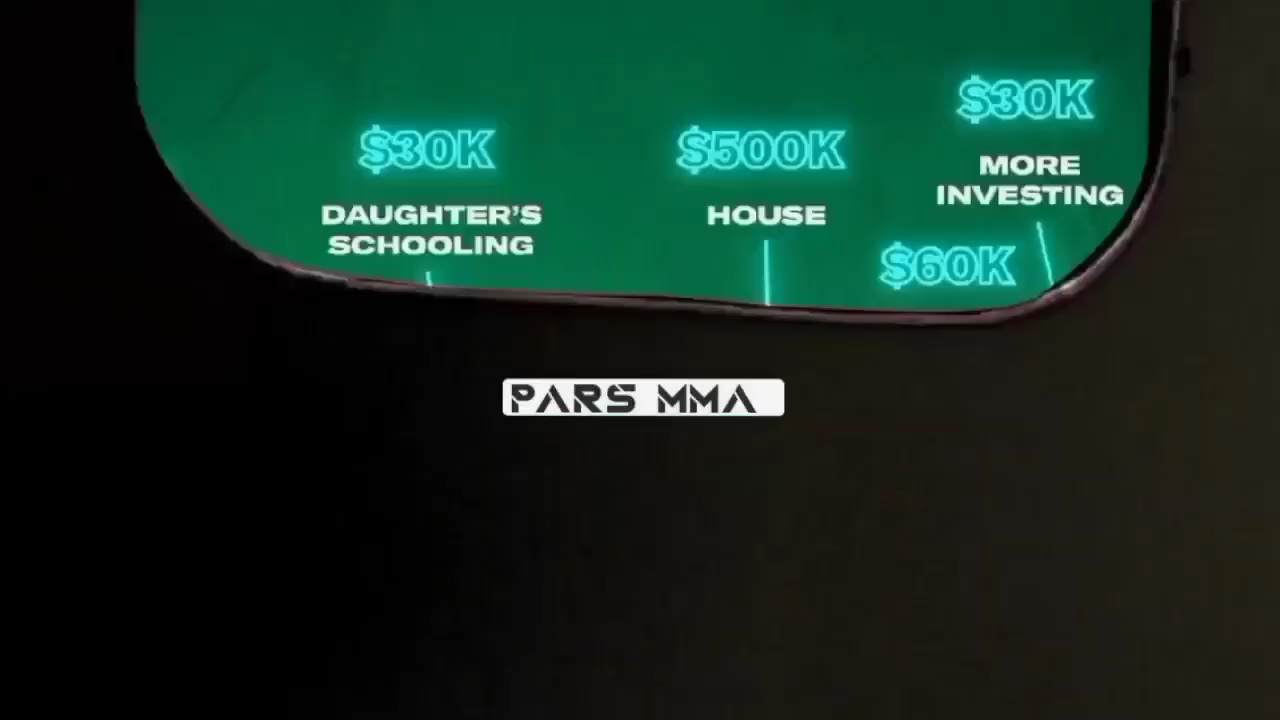 $30K
DAUGHTER'S
SCHOOLING
$500K
HOUSE
$30K
MORE
INVESTING
$60K
PARS MMA